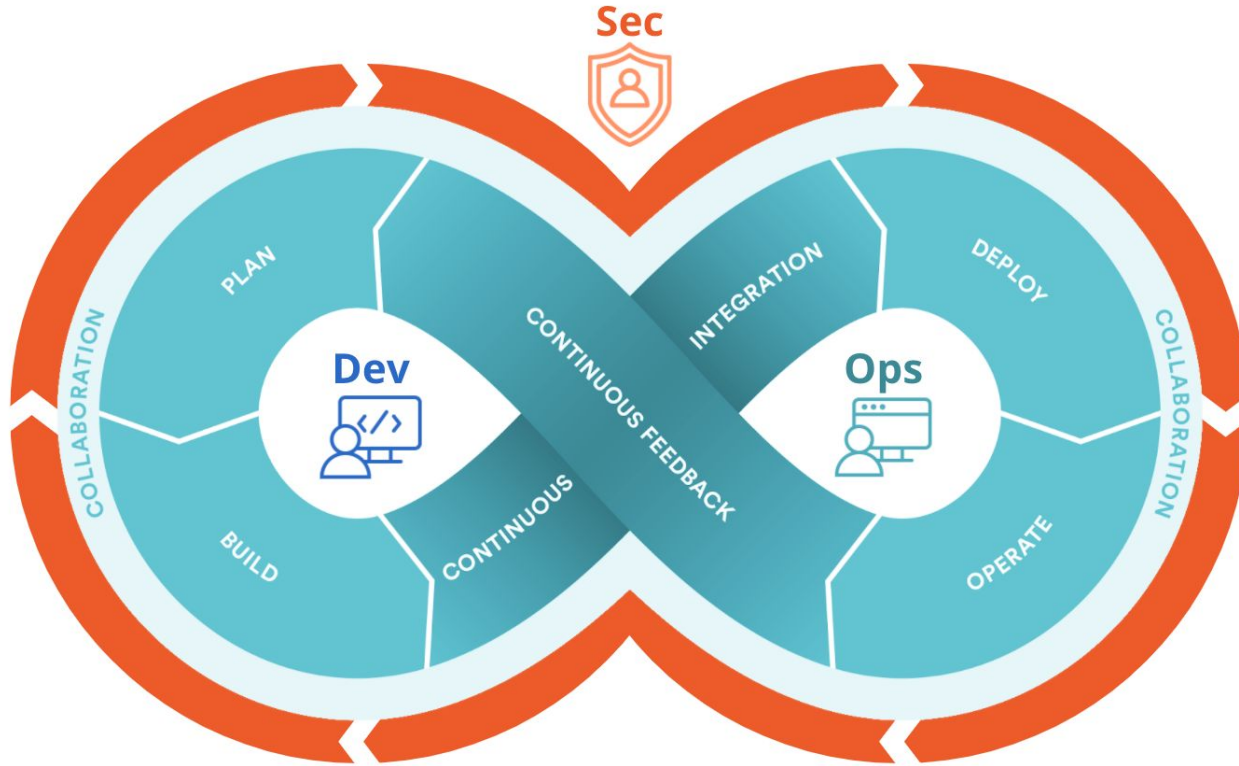 Sec
PLAN
COLLABORATION
BUILD
Dev
</>
CONTINUOUS FEEDBACK
CONTINUOUS
INTEGRATION
Ops
DEPLOY
COLLABORATION
OPERATE